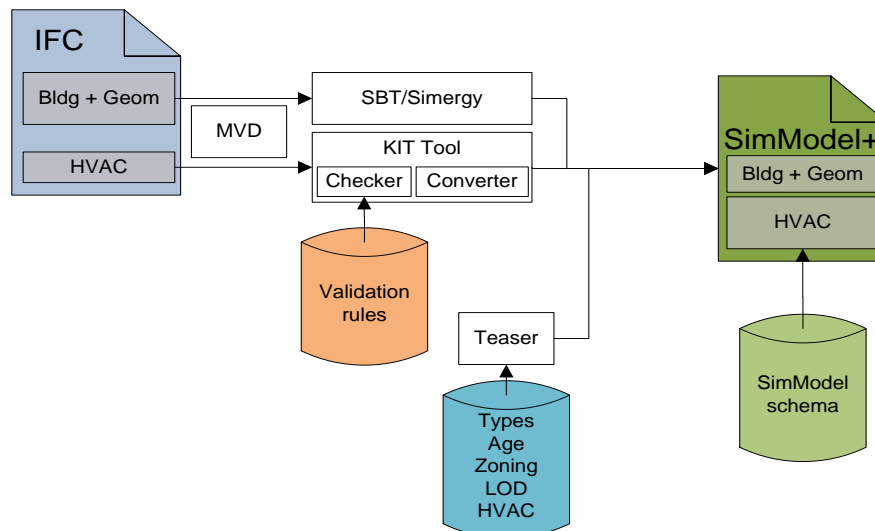 IFC
Bldg + Geom
HVAC
MVD
SBT/Simergy
KIT Tool
Checker
Converter
Validation
rules
Teaser
Types
Age
Zoning
LOD
HVAC
SimModel+
Bldg + Geom
HVAC
SimModel
schema